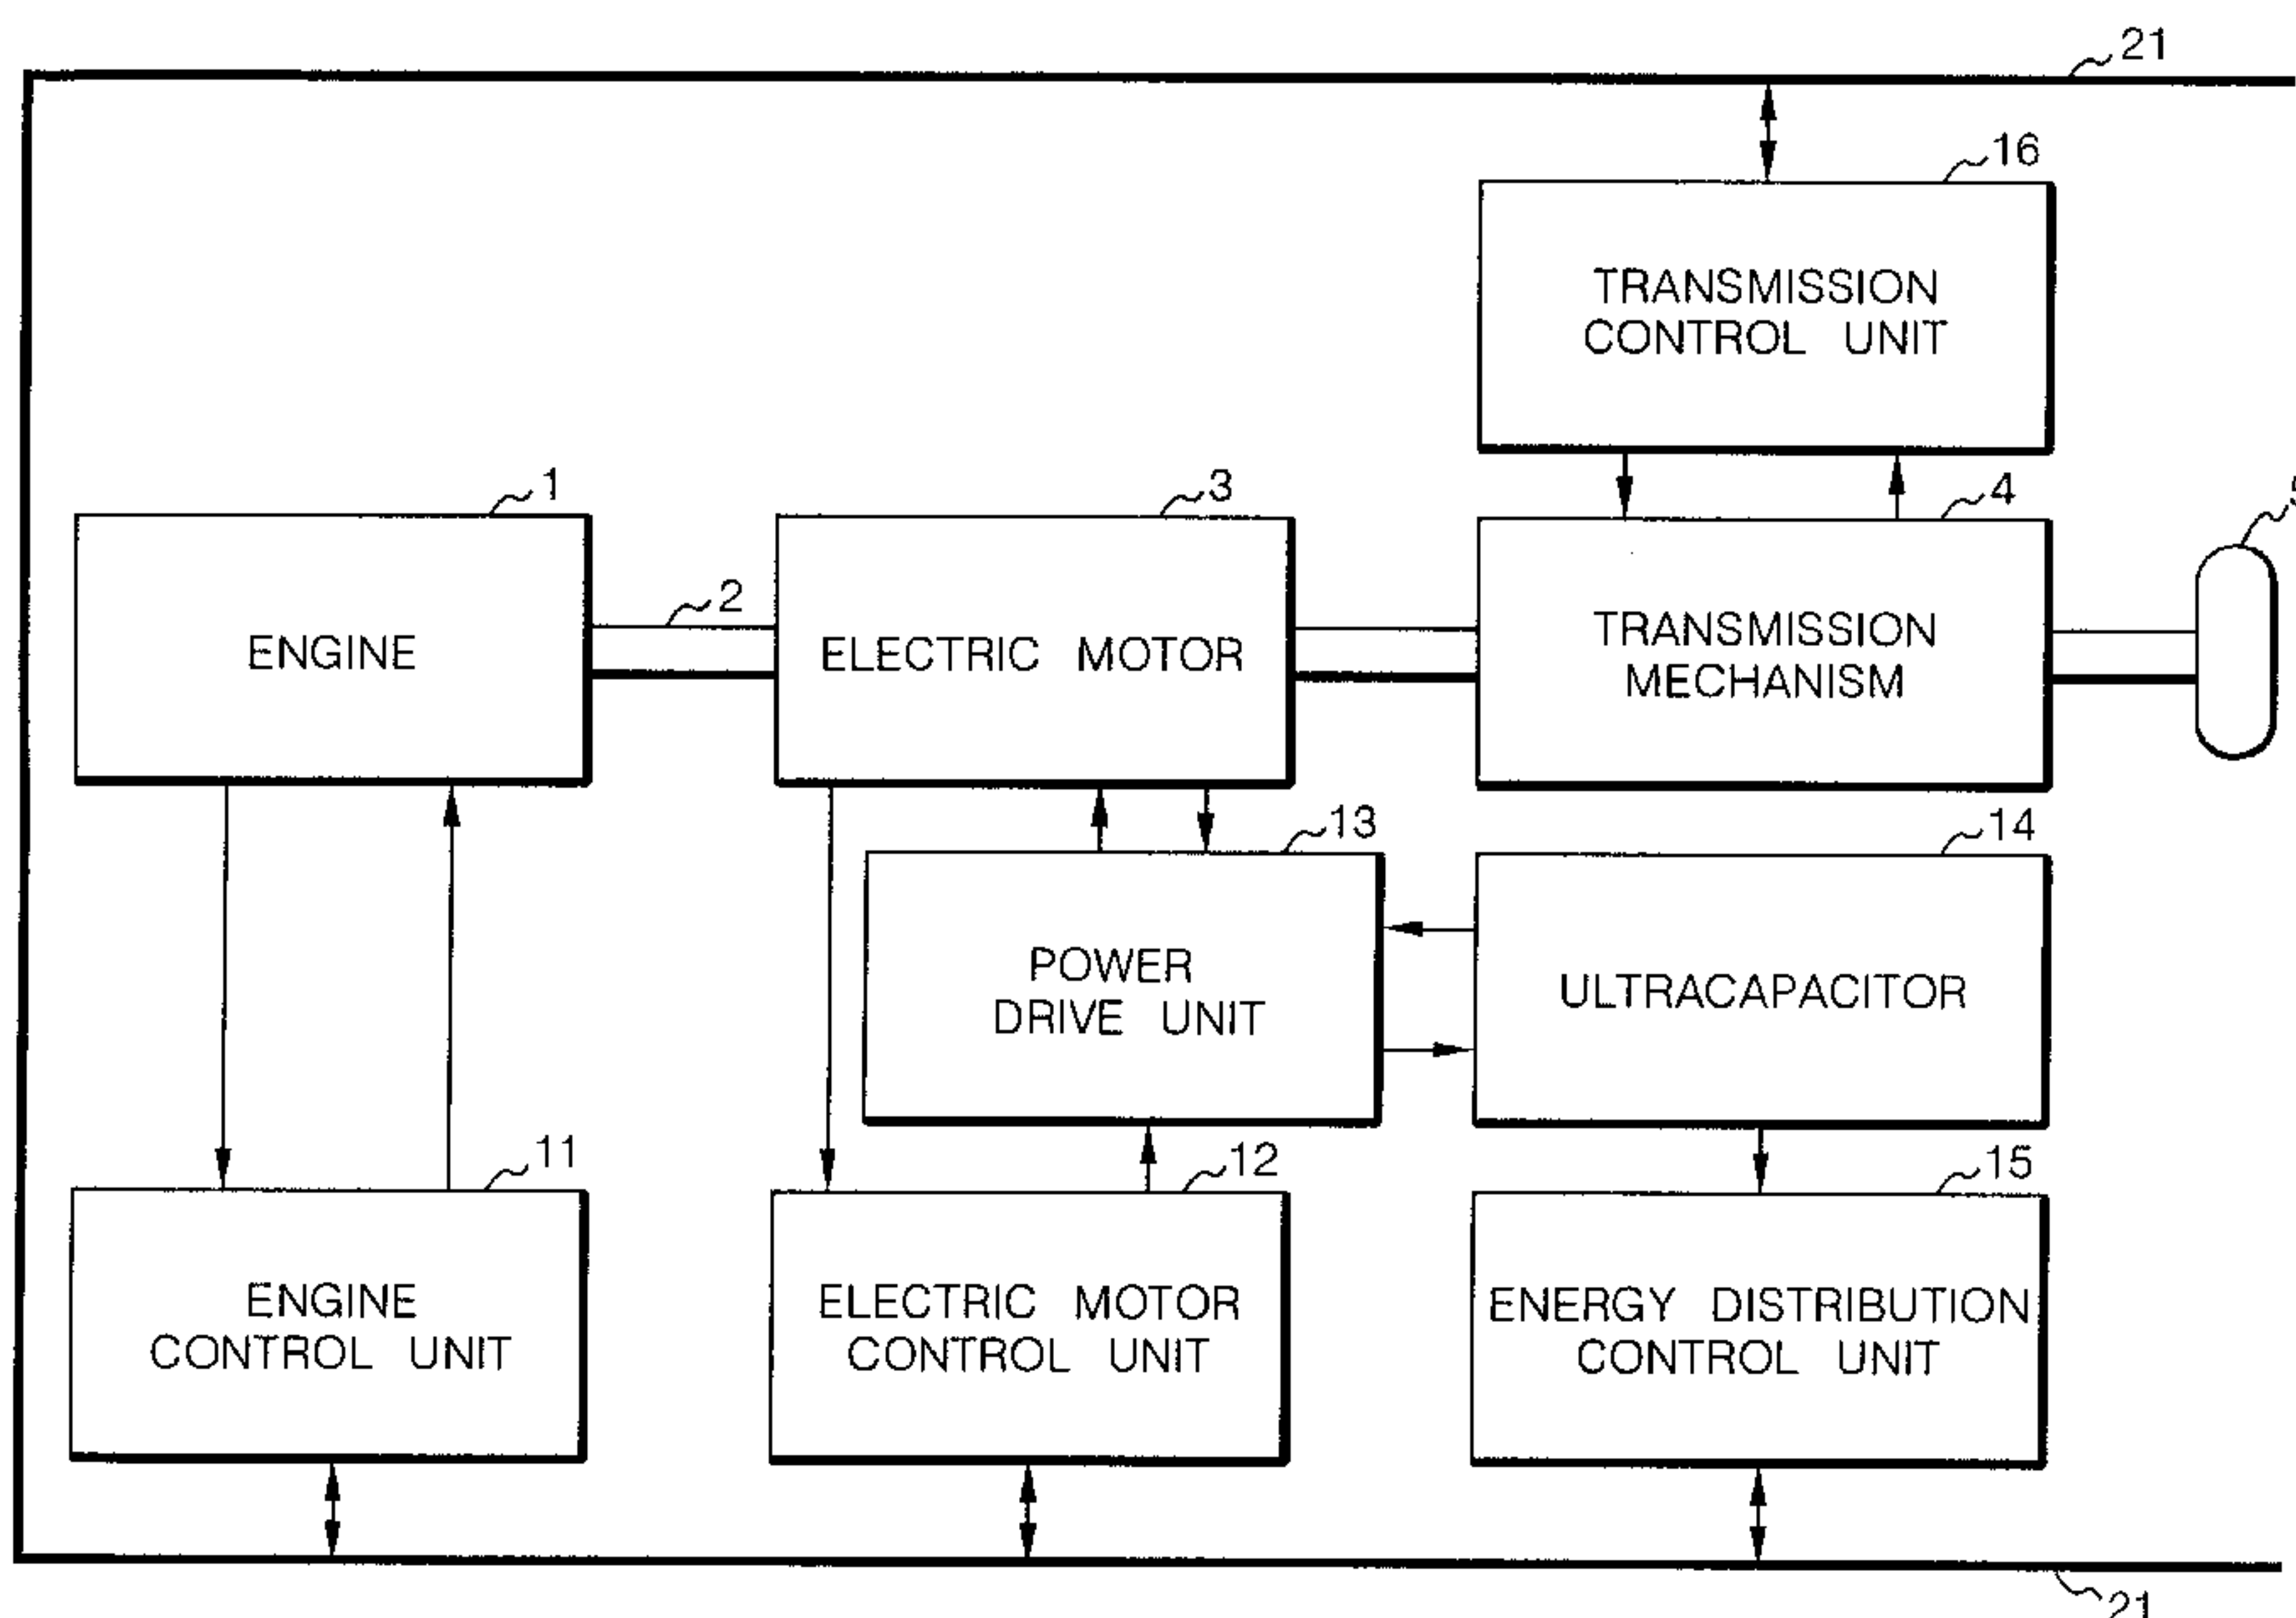 21
16
TRANSMISSION
CONTROL UNIT
1
3
4
2
ENGINE
ELECTRIC MOTOR
TRANSMISSION
MECHANISM
13
14
POWER
DRIVE UNIT
ULTRACAPACITOR
11
12
15
ENGINE
CONTROL UNIT
ELECTRIC MOTOR
CONTROL UNIT
ENERGY DISTRIBUTION
CONTROL UNIT
21